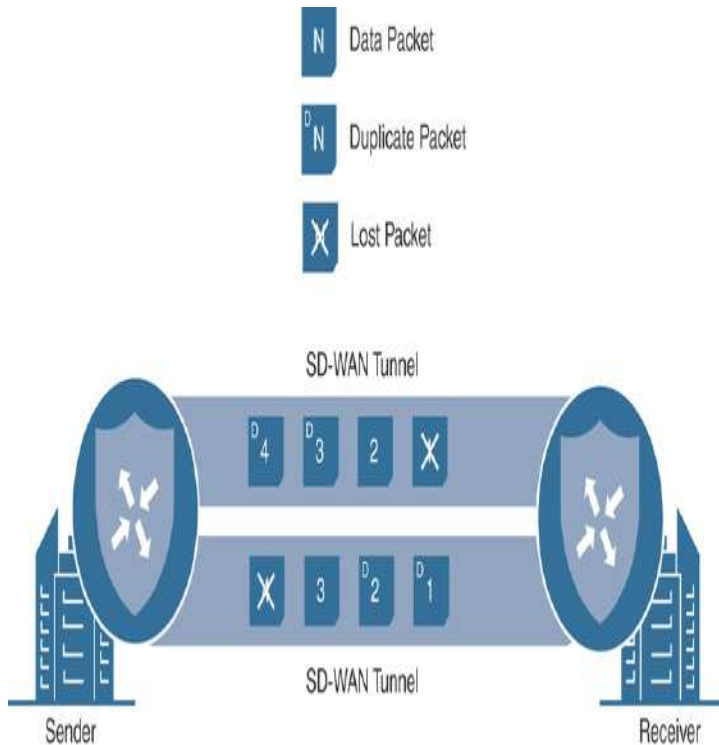 N Data Packet
D N Duplicate Packet
Lost Packet
SD-WAN Tunnel
D 4 D 3 2
3 D 2 D 1
SD-WAN Tunnel
Sender Receiver